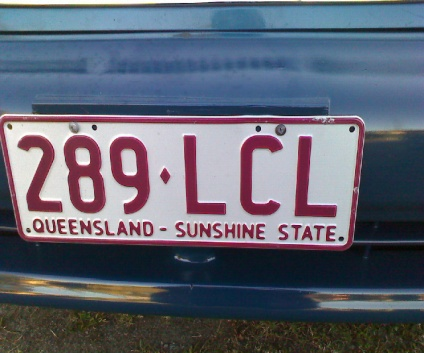 289·LCL
QUEENSLAND - SUNSHINE STATE